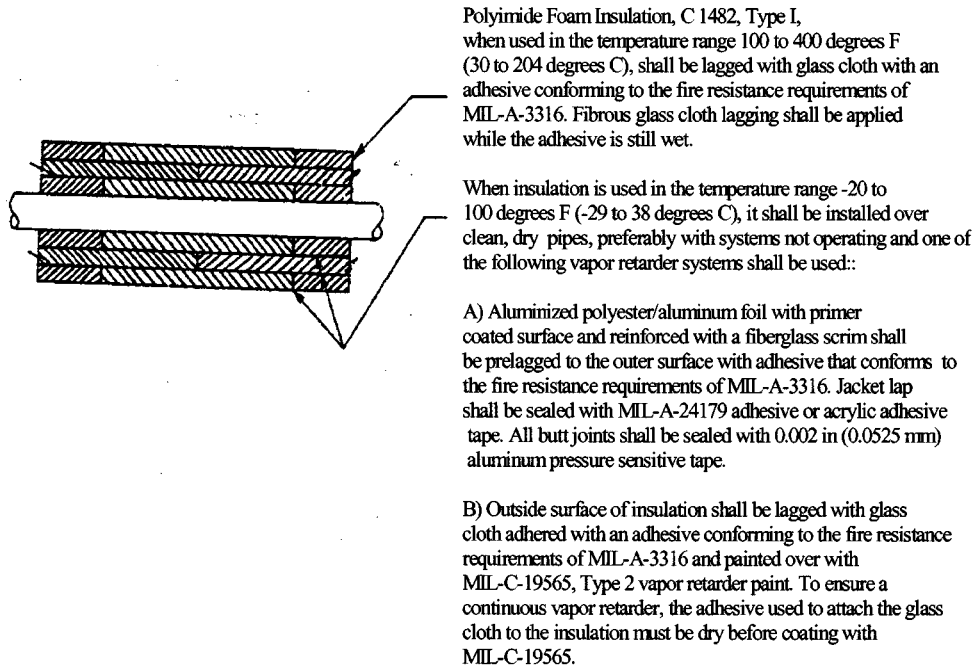 Polyimide Foam Insulation, C 1482, Type I,
when used in the temperature range 100 to 400 degrees F
(30 to 204 degrees C), shall be lagged with glass cloth with an
adhesive conforming to the fire resistance requirements of
MIL-A-3316. Fibrous glass cloth lagging shall be applied
while the adhesive is still wet.
When insulation is used in the temperature range -20 to
100 degrees F (-29 to 38 degrees C), it shall be installed over
clean, dry pipes, preferably with systems not operating and one of
the following vapor retarder systems shall be used::
A) Aluminized polyester/aluminum foil with primer
coated surface and reinforced with a fiberglass scrim shall
be prelagged to the outer surface with adhesive that conforms to
the fire resistance requirements of MIL-A-3316. Jacket lap
shall be sealed with MIL-A-24179 adhesive or acrylic adhesive
tape. All butt joints shall be sealed with 0.002 in (0.0525 mm)
aluminum pressure sensitive tape.
B) Outside surface of insulation shall be lagged with glass
cloth adhered with an adhesive conforming to the fire resistance
requirements of MIL-A-3316 and painted over with
MIL-C-19565, Type 2 vapor retarder paint. To ensure a
continuous vapor retarder, the adhesive used to attach the glass
cloth to the insulation must be dry before coating with
MIL-C-19565.